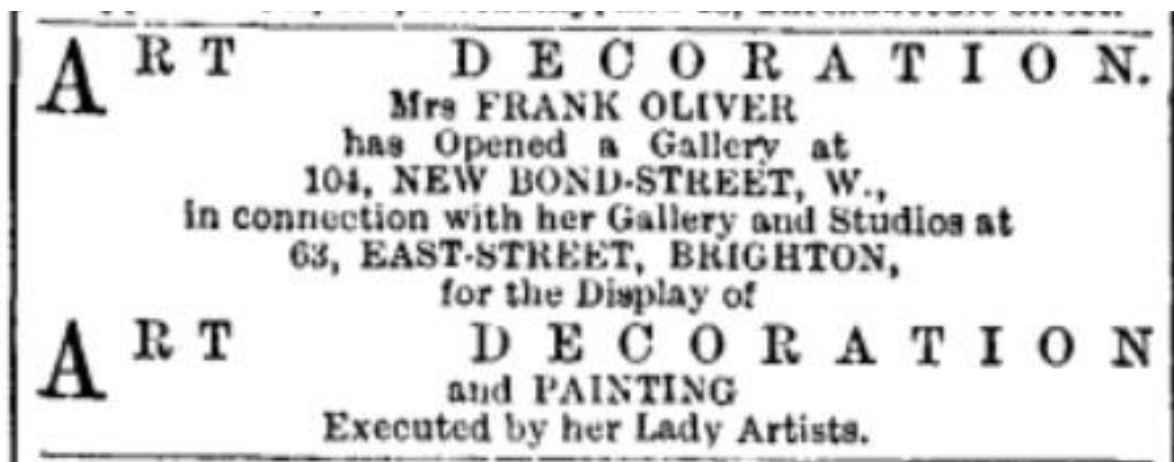 ART DECORATION.
Mrs FRANK OLIVER
has Opened a Gallery at
104, NEW BOND-STREET, W.,
in connection with her Gallery and Studios at
63, EAST-STREET, BRIGHTON,
for the Display of
ART DECORATION
and PAINTING
Executed by her Lady Artists.